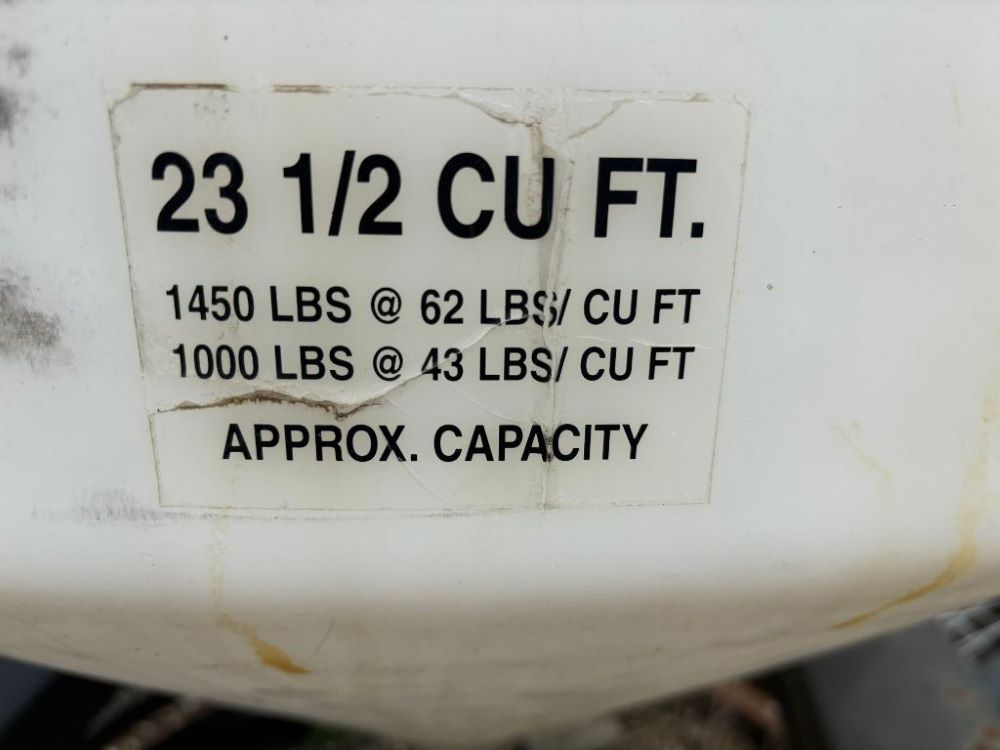 23 1/2 CU FT.
1450 LBS @ 62 LBS/ CU FT
1000 LBS @ 43 LBS/ CU FT
APPROX. CAPACITY